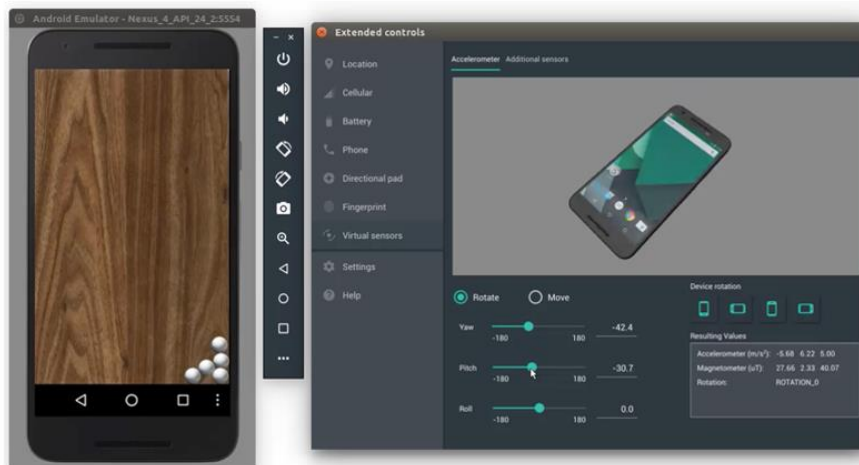 Android Emulator - Nexus_4_API_24_2:5554
Extended controls
Location
Cellular
Battery
Phone
Directional pad
Fingerprint
Virtual sensors
Settings
Help
Accelerometer Additional sensors
Rotate Move
Yaw -42.4
-180 180
Pitch -30.7
-180 180
Roll 0.0
-180 180
Device rotation
Resulting Values
Accelerometer (m/s²): -5.68 6.22 5.00
Magnetometer (μT): 27.66 2.33 40.07
Rotation: ROTATION_0